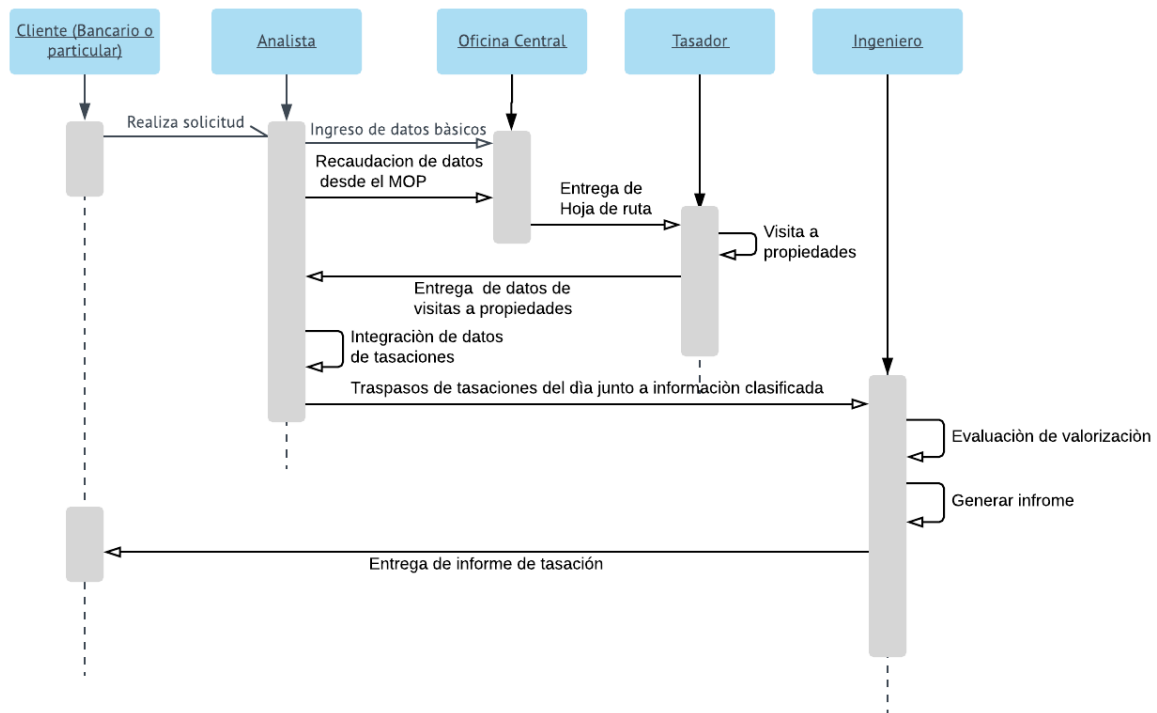 Cliente (Bancario o
particular)
Analista
Oficina Central
Tasador
Ingeniero
Realiza solicitud
Ingreso de datos bàsicos
Recaudacion de datos
desde el MOP
Entrega de
Hoja de ruta
Visita a
propiedades
Entrega de datos de
visitas a propiedades
Integraciòn de datos
de tasaciones
Traspasos de tasaciones del dìa junto a informaciòn clasificada
Evaluaciòn de valorizaciòn
Generar infrome
Entrega de informe de tasación